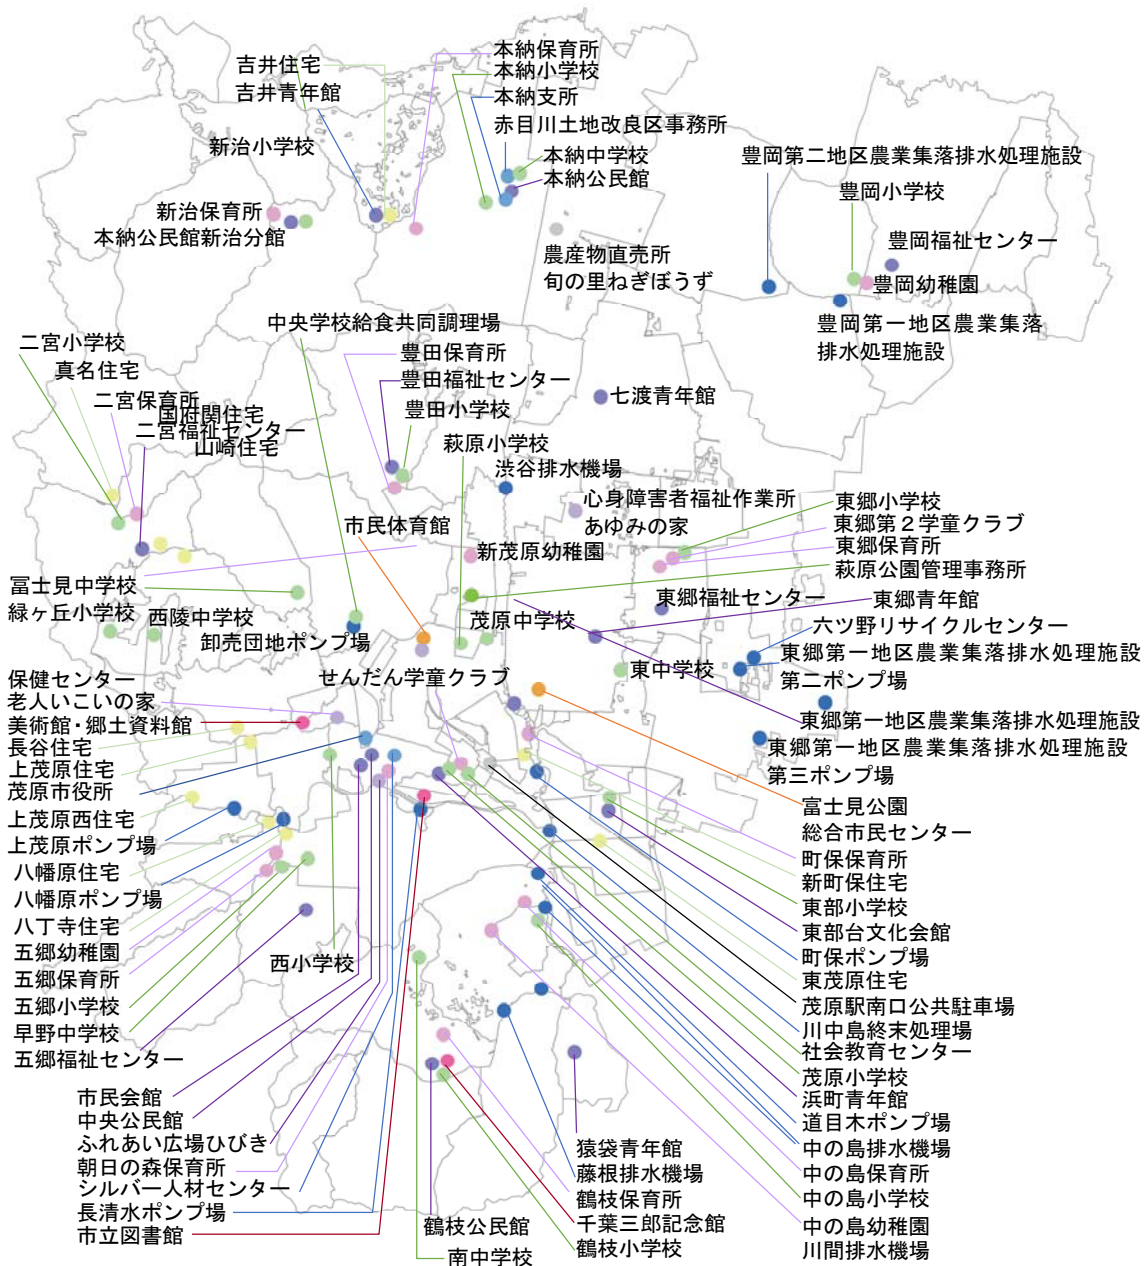 本納保育所
吉井住宅
本納小学校
吉井青年館
本納支所
赤目川土地改良区事務所
新治小学校
本納中学校
豊岡第二地区農業集落排水処理施設
本納公民館
豊岡小学校
新治保育所
本納公民館新治分館
豊岡福祉センター
農産物直売所
旬の里ねぎぼうず
豊岡幼稚園
中央学校給食共同調理場
豊岡第一地区農業集落
排水処理施設
二宮小学校
豊田保育所
真名住宅
豊田福祉センター
二宮保育所
七渡青年館
国府関住宅
豊田小学校
二宮福祉センター
山崎住宅
萩原小学校
渋谷排水機場
心身障害者福祉作業所
あゆみの家
東郷小学校
市民体育館
東郷第２学童クラブ
東郷保育所
新茂原幼稚園
萩原公園管理事務所
冨士見中学校
東郷福祉センター
東郷青年館
緑ヶ丘小学校
西陵中学校
茂原中学校
六ツ野リサイクルセンター
卸売団地ポンプ場
東郷第一地区農業集落排水処理施設
東中学校
第二ポンプ場
保健センター
せんだん学童クラブ
老人いこいの家
美術館・郷土資料館
東郷第一地区農業集落排水処理施設
長谷住宅
東郷第一地区農業集落排水処理施設
上茂原住宅
第三ポンプ場
茂原市役所
冨士見公園
上茂原西住宅
総合市民センター
上茂原ポンプ場
町保保育所
八幡原住宅
新町保住宅
八幡原ポンプ場
東部小学校
八丁寺住宅
東部台文化会館
五郷幼稚園
町保ポンプ場
西小学校
五郷保育所
東茂原住宅
五郷小学校
茂原駅南口公共駐車場
早野中学校
川中島終末処理場
五郷福祉センター
社会教育センター
茂原小学校
市民会館
浜町青年館
中央公民館
道目木ポンプ場
ふれあい広場ひびき
猿袋青年館
中の島排水機場
朝日の森保育所
藤根排水機場
中の島保育所
シルバー人材センター
鶴枝保育所
中の島小学校
長清水ポンプ場
鶴枝公民館
千葉三郎記念館
中の島幼稚園
市立図書館
鶴枝小学校
川間排水機場
南中学校